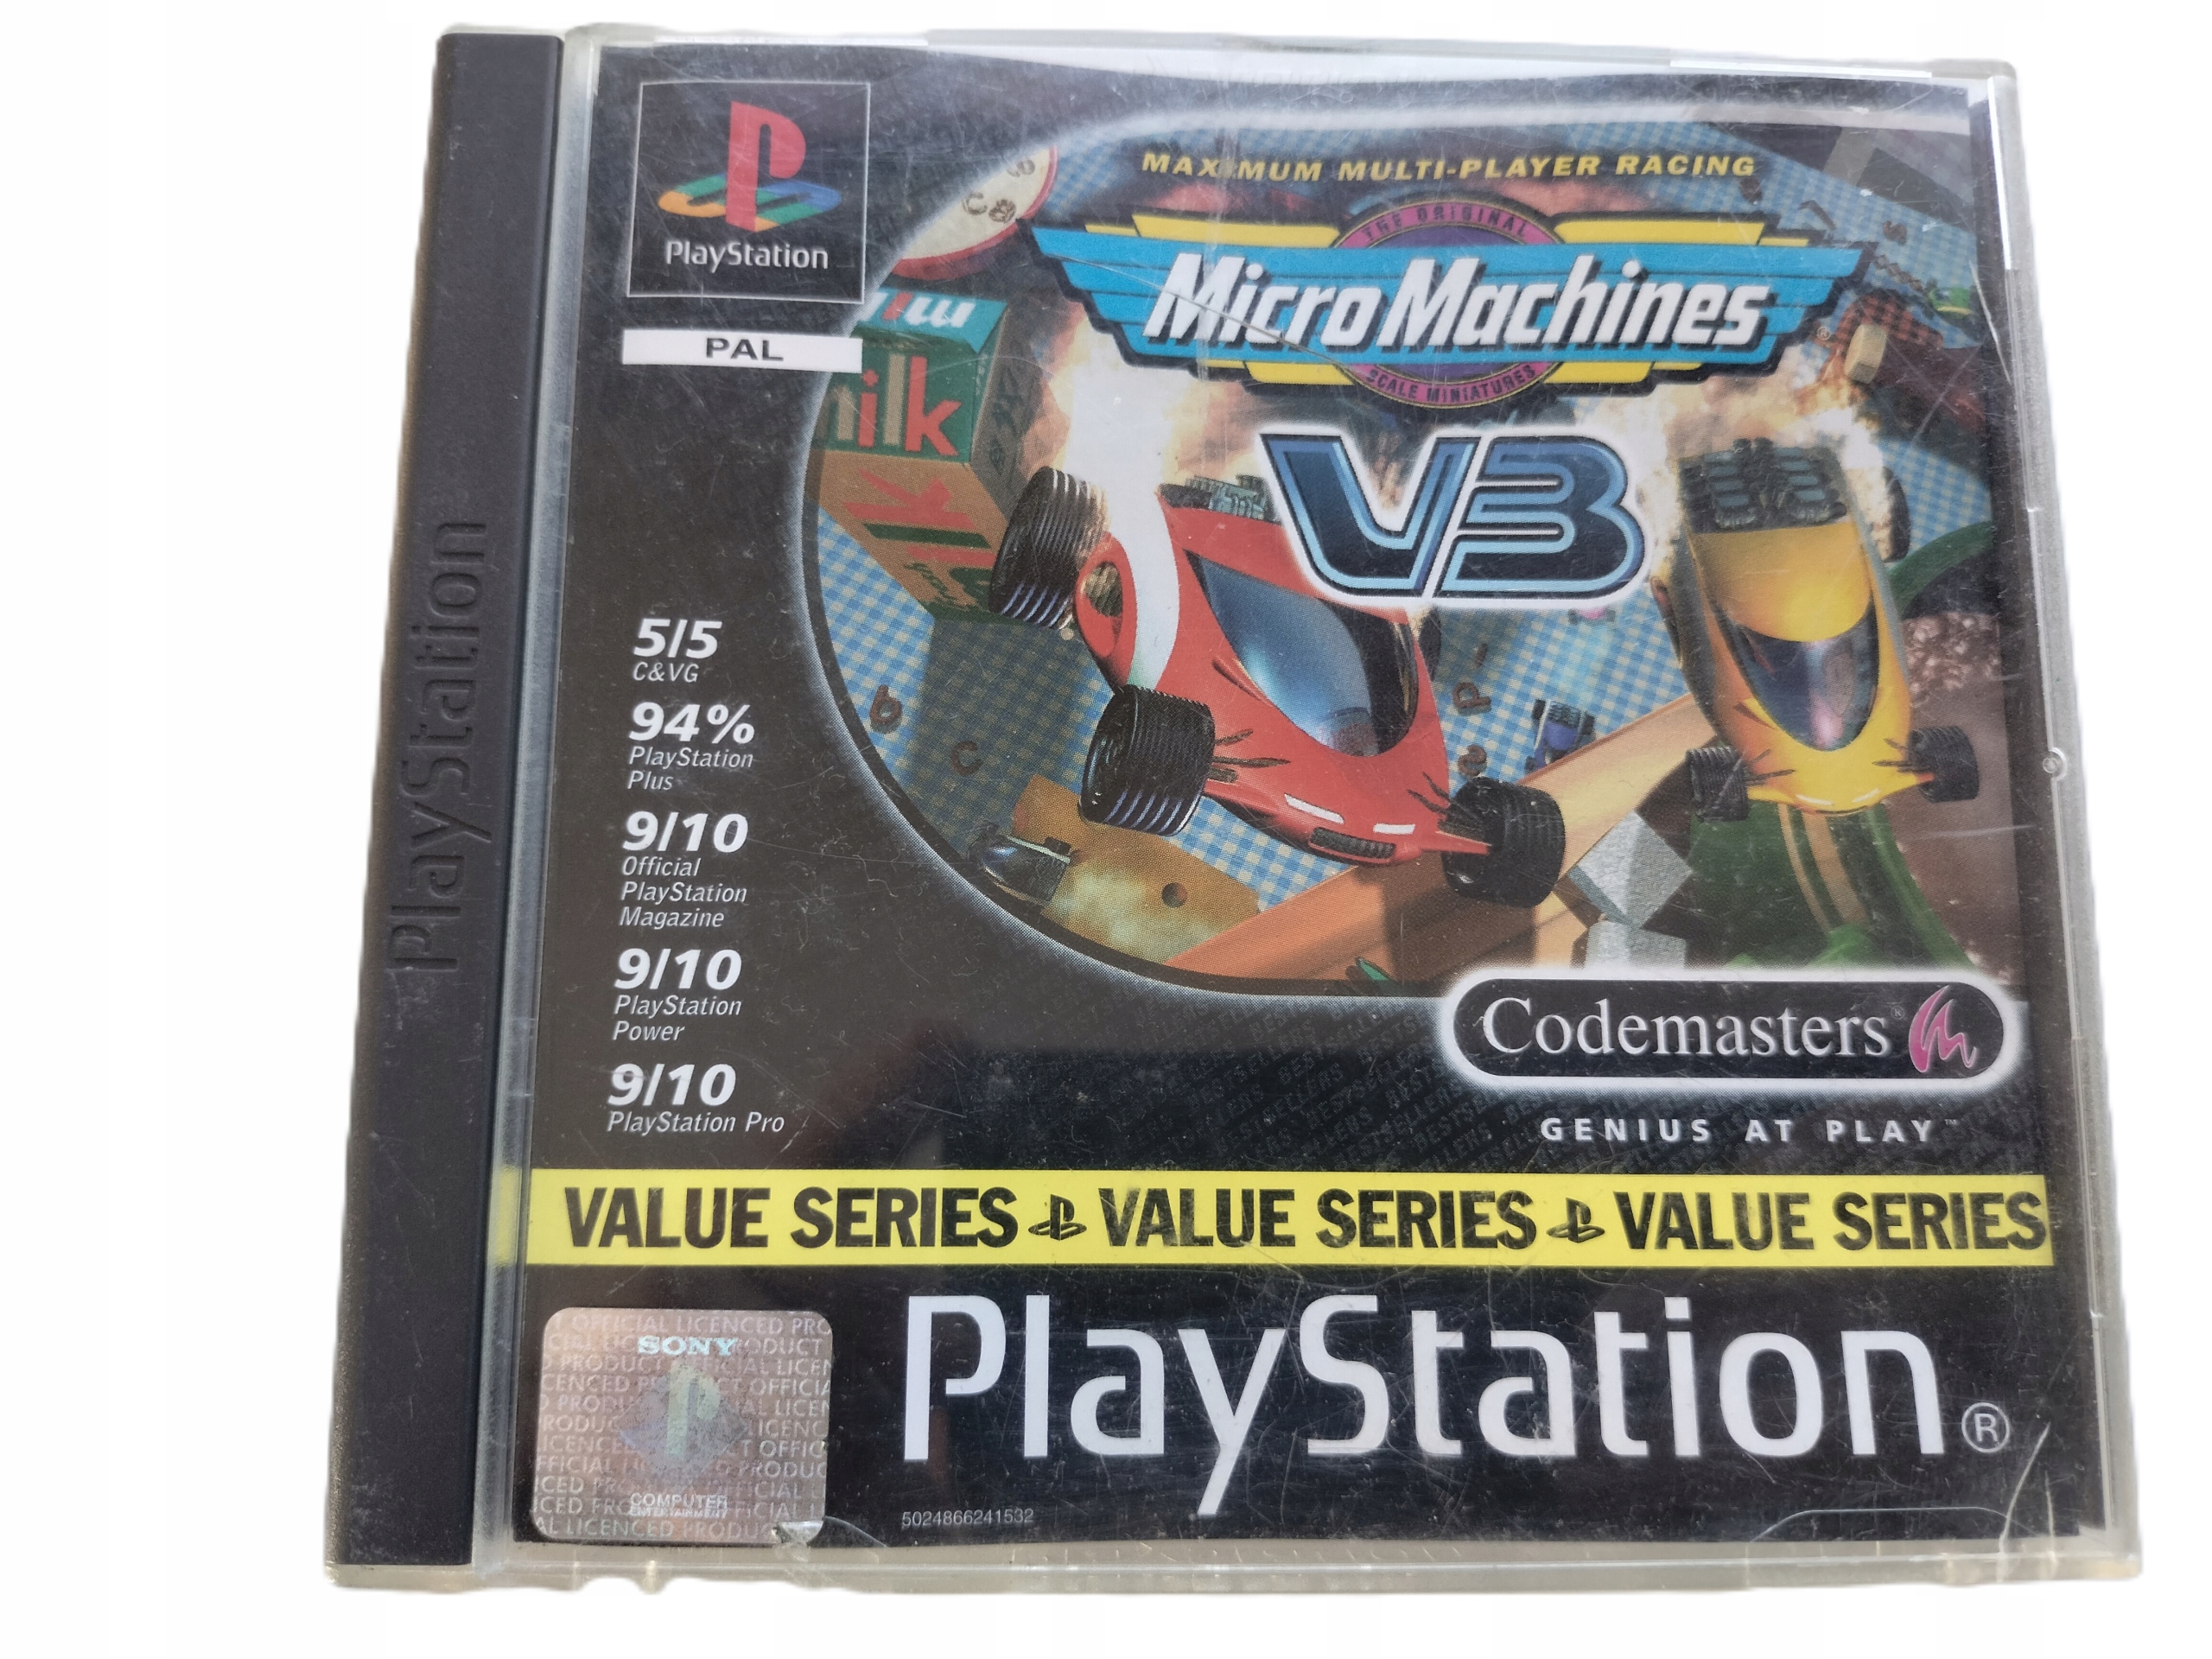 PlayStation
PlayStation
PAL
MAXIMUM MULTI-PLAYER RACING
THE ORIGINAL
Micro Machines®
SCALE MINIATURES
V3
milk
5/5
C&VG
94%
PlayStation
Plus
9/10
Official
PlayStation
Magazine
9/10
PlayStation
Power
9/10
PlayStation Pro
Codemasters®
GENIUS AT PLAY™
VALUE SERIES VALUE SERIES VALUE SERIES
SONY
COMPUTER
ENTERTAINMENT
PlayStation®
5024866241532